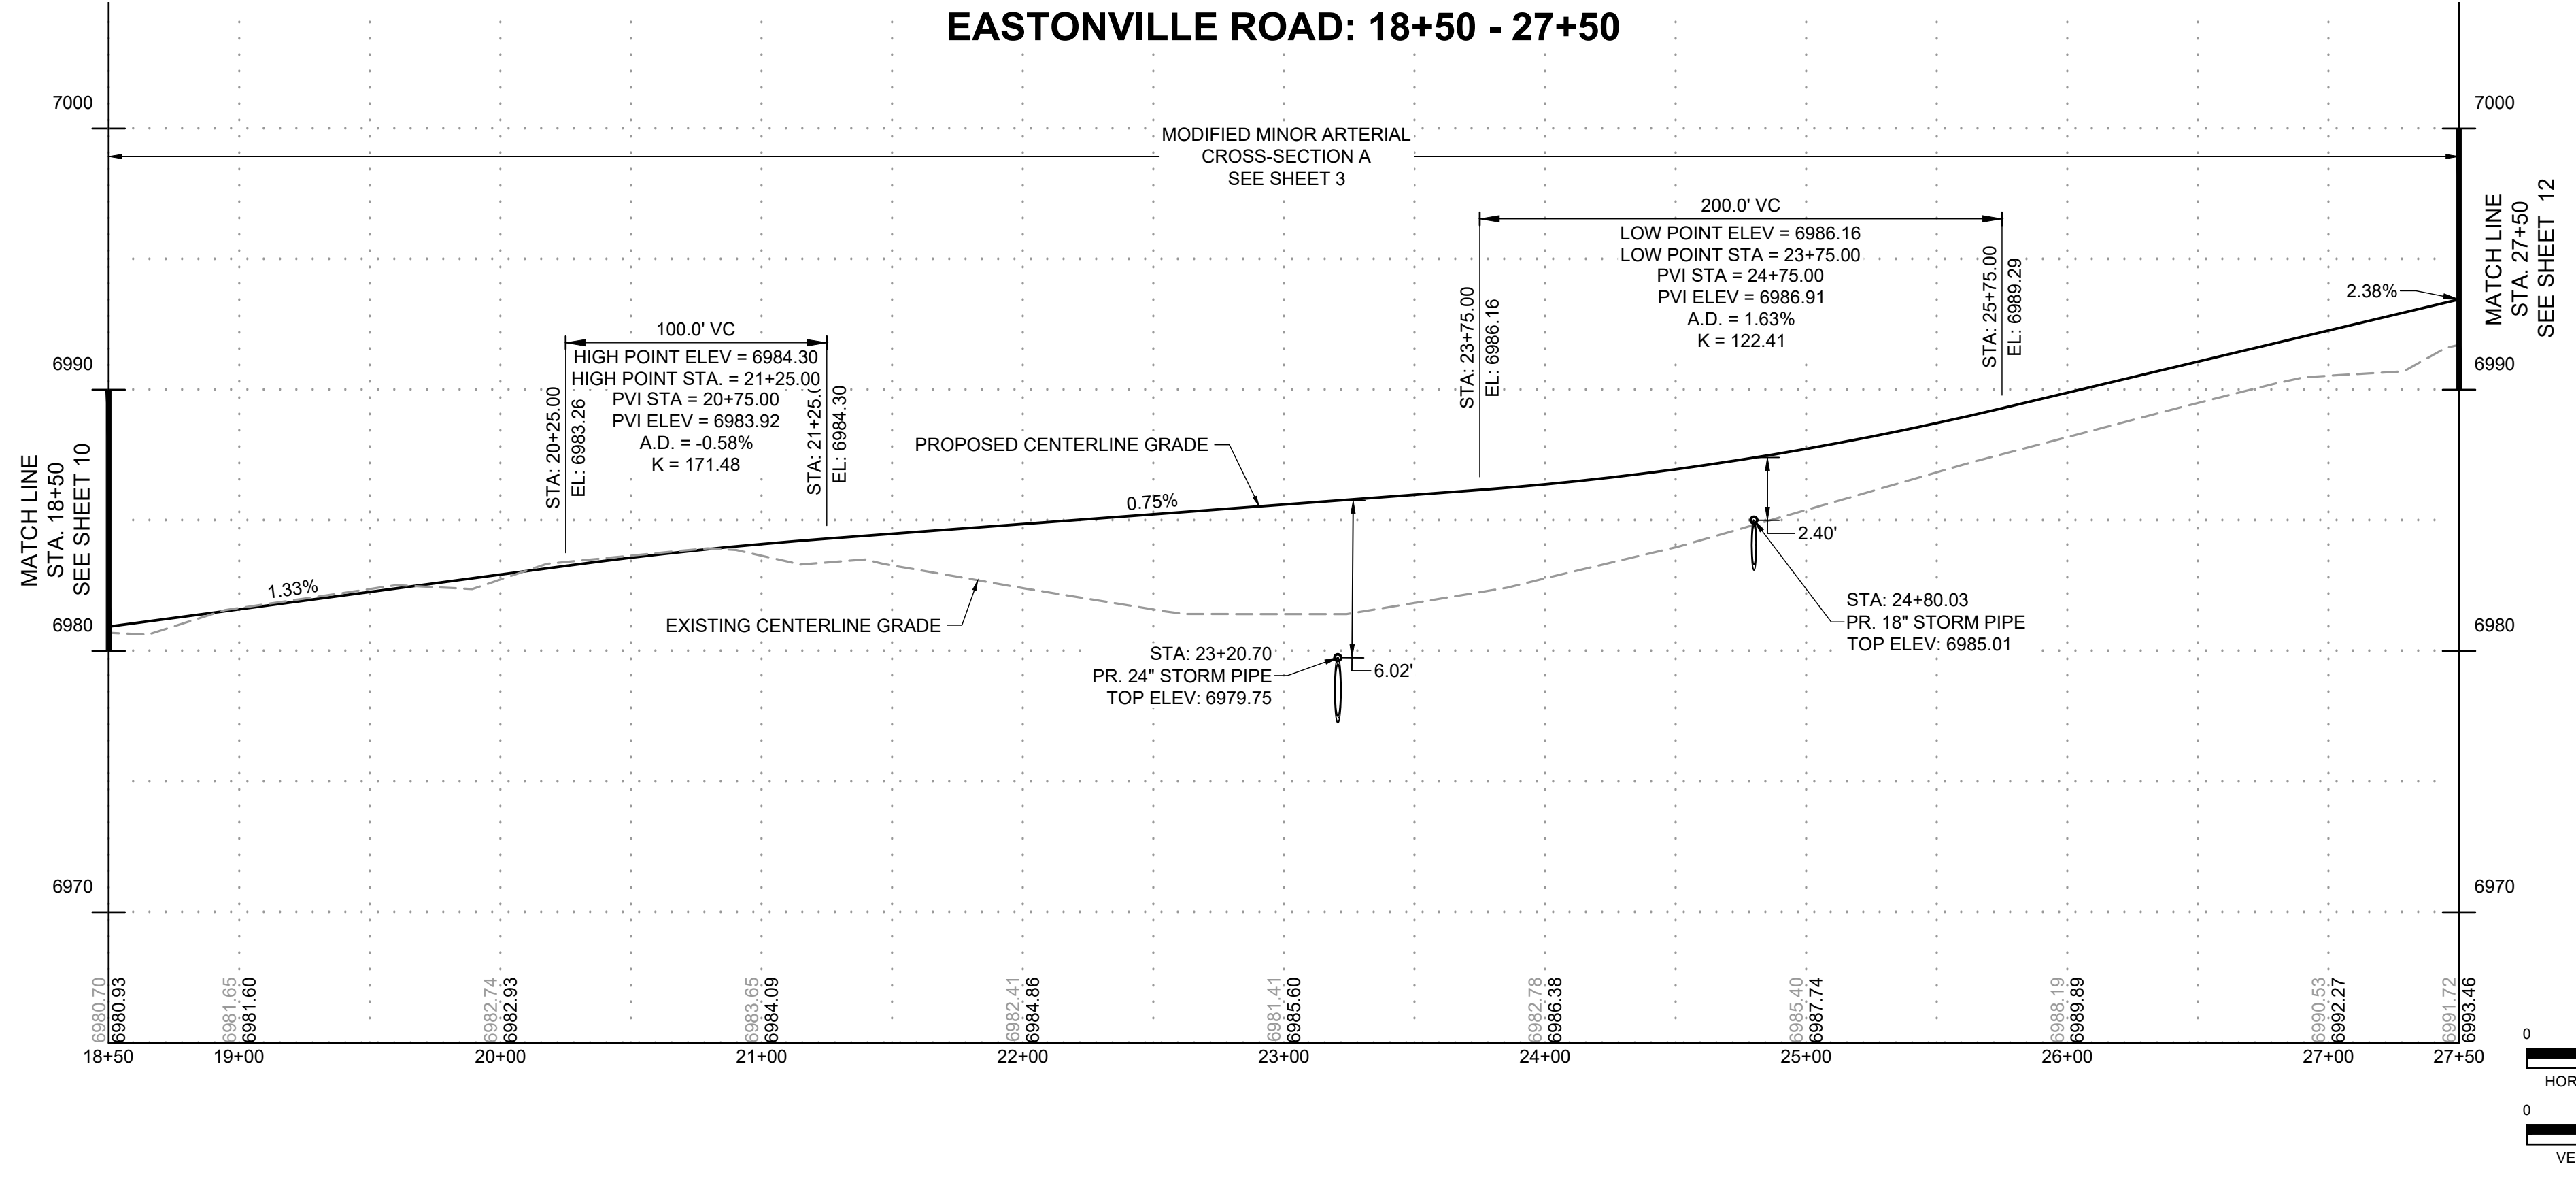 EASTONVILLE ROAD: 18+50 - 27+50
7000
7000
MODIFIED MINOR ARTERIAL
CROSS-SECTION A
SEE SHEET 3
MATCH LINE
STA. 27+50
SEE SHEET 12
200.0' VC
LOW POINT ELEV = 6986.16
LOW POINT STA = 23+75.00
PVI STA = 24+75.00
PVI ELEV = 6986.91
A.D. = 1.63%
K = 122.41
STA: 23+75.00
EL: 6986.16
STA: 25+75.00
EL: 6989.29
2.38%
100.0' VC
HIGH POINT ELEV = 6984.30
HIGH POINT STA. = 21+25.00
PVI STA = 20+75.00
PVI ELEV = 6983.92
A.D. = -0.58%
K = 171.48
STA: 20+25.00
EL: 6983.26
STA: 21+25.0
EL: 6984.30
6990
6990
PROPOSED CENTERLINE GRADE
0.75%
MATCH LINE
STA. 18+50
SEE SHEET 10
1.33%
2.40'
STA: 24+80.03
PR. 18" STORM PIPE
TOP ELEV: 6985.01
6980
6980
EXISTING CENTERLINE GRADE
STA: 23+20.70
PR. 24" STORM PIPE
TOP ELEV: 6979.75
6.02'
6970
6970
6980.70
6980.93
6981.65
6981.60
6982.74
6982.93
6983.65
6984.09
6982.41
6984.86
6981.41
6985.60
6982.78
6986.38
6985.40
6987.74
6988.19
6989.89
6990.53
6992.27
6991.72
6993.46
18+50
19+00
20+00
21+00
22+00
23+00
24+00
25+00
26+00
27+00
27+50
0
HOR
0
VE